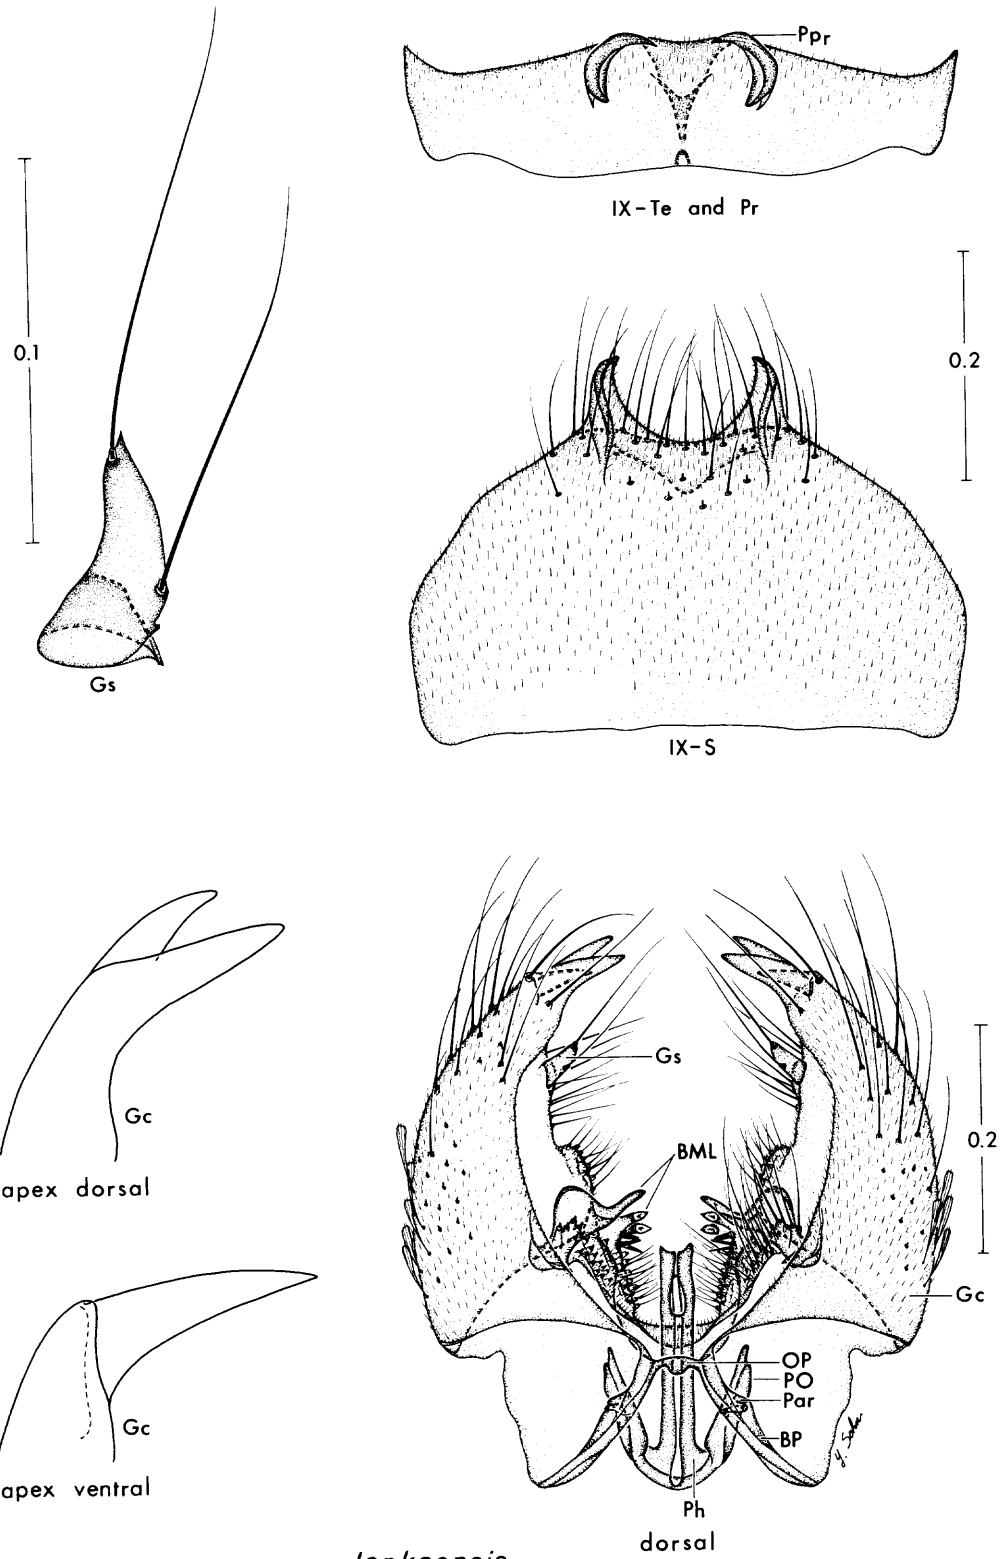 Ppr
IX-Te and Pr
0.1
0.2
Gs
IX-S
Gs
BML
Gc
apex dorsal
0.2
Gc
OP
PO
Par
BP
Gc
apex ventral
Ph
dorsal